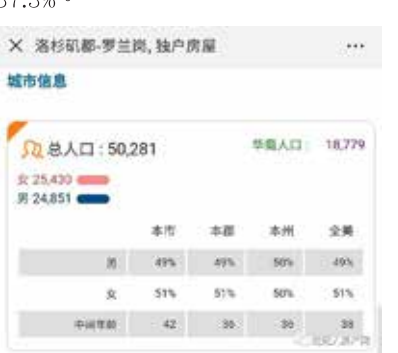 57.3%。
× 洛杉矶郡-罗兰岗, 独户房屋 ...
城市信息
总人口 : 50,281 华裔人口 : 18,779
女 25,430
男 24,851
本市 本郡 本州 全美
男 49% 49% 50% 49%
女 51% 51% 50% 51%
中间年龄 42 36 36 38